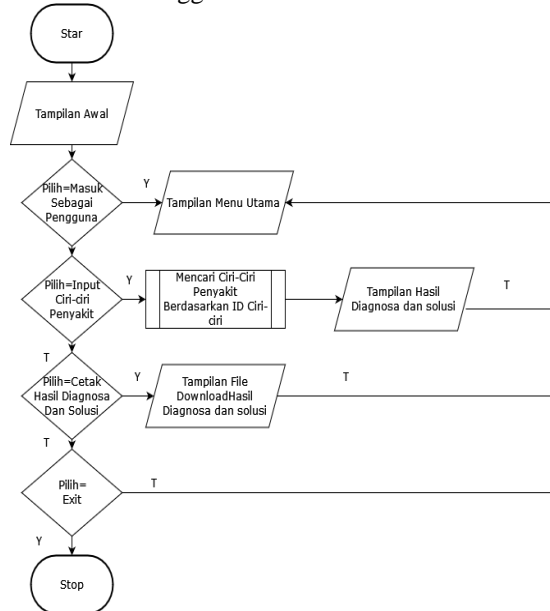 Star
Tampilan Awal
Pilih=Masuk
Sebagai
Pengguna
Y
Tampilan Menu Utama
Pilih=Input
Ciri-ciri
Penyakit
Y
Mencari Ciri-Ciri
Penyakit
Berdasarkan ID Ciri-
ciri
Tampilan Hasil
Diagnosa dan solusi
T
T
Pilih=Cetak
Hasil Diagnosa
Dan Solusi
Y
Tampilan File
DownloadHasil
Diagnosa dan solusi
T
T
Pilih=
Exit
T
Y
Stop